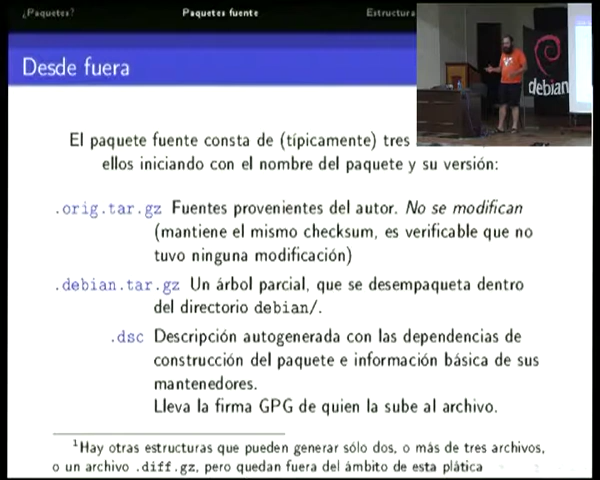 ¿Paquetes?
Paquetes fuente
Estructura
Desde fuera
debian
El paquete fuente consta de (típicamente) tres
ellos iniciando con el nombre del paquete y su versión:
.orig.tar.gz Fuentes provenientes del autor. No se modifican
(mantiene el mismo checksum, es verificable que no
tuvo ninguna modificación)
.debian.tar.gz Un árbol parcial, que se desempaqueta dentro
del directorio debian/.
.dsc Descripción autogenerada con las dependencias de
construcción del paquete e información básica de sus
mantenedores.
Lleva la firma GPG de quien la sube al archivo.
1Hay otras estructuras que pueden generar sólo dos, o más de tres archivos,
o un archivo .diff.gz, pero quedan fuera del ámbito de esta plática